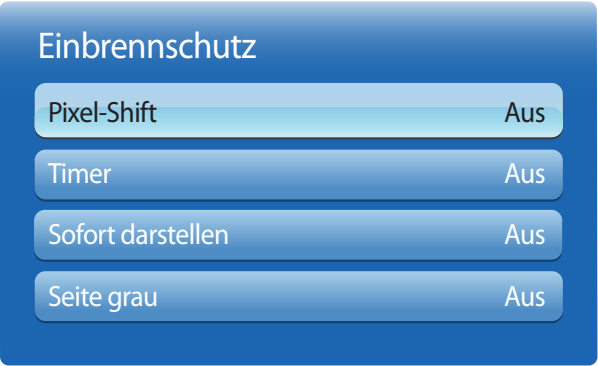 Einbrennschutz
Pixel-Shift Aus
Timer Aus
Sofort darstellen Aus
Seite grau Aus